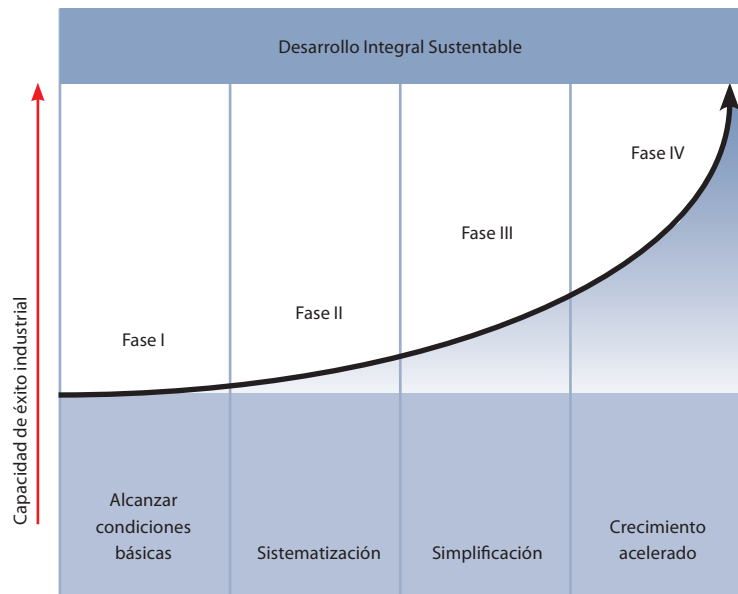 Desarrollo Integral Sustentable
Fase IV
Fase III
Fase II
Fase I
Capacidad de éxito industrial
Alcanzar
condiciones
básicas
Sistematización
Simplificación
Crecimiento
acelerado